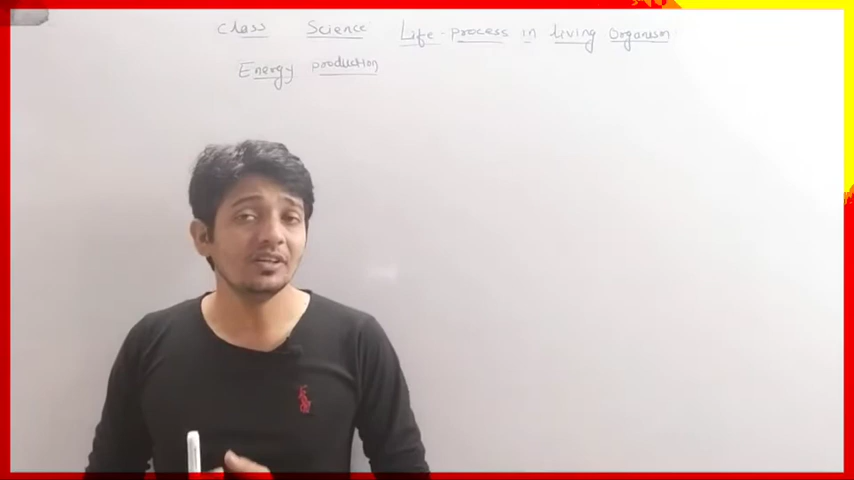 Class Science Life-process in living Organism
Energy production